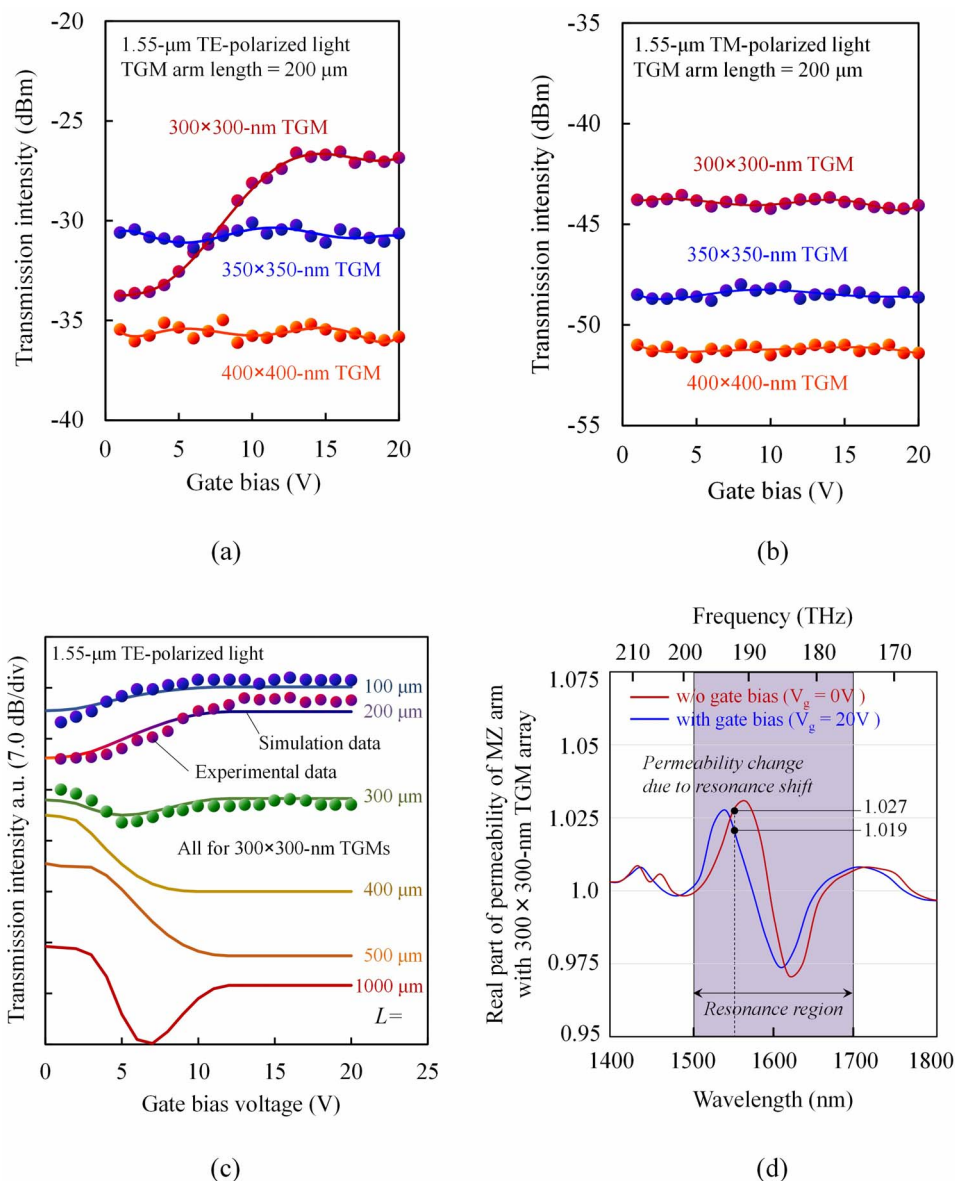 -20
1.55-μm TE-polarized light
TGM arm length = 200 μm
-25
300×300-nm TGM
-30
350×350-nm TGM
-35
400×400-nm TGM
-40
0 5 10 15 20
Gate bias (V)
Transmission intensity (dBm)
(a)
-40
1.55-μm TM-polarized light
TGM arm length = 200 μm
300×300-nm TGM
-44
350×350-nm TGM
-48
-50
400×400-nm TGM
-55
0 5 10 15 20
Gate bias (V)
Transmission intensity (dBm)
(b)
1.55-μm TE-polarized light
100 μm
200 μm
Simulation data
Experimental data
300 μm
All for 300×300-nm TGMs
400 μm
500 μm
1000 μm
L=
0 5 10 15 20 25
Gate bias voltage (V)
Transmission intensity a.u. (7.0 dB/div)
(c)
Frequency (THz)
210 200 190 180 170
1.075
w/o gate bias (Vg = 0V )
with gate bias (Vg = 20V )
1.05
Permeability change
due to resonance shift
1.027
1.025
1.019
1.0
0.975
Resonance region
0.95
1400 1500 1600 1700 1800
Wavelength (nm)
Real part of permeability of MZ arm
with 300×300-nm TGM array
(d)